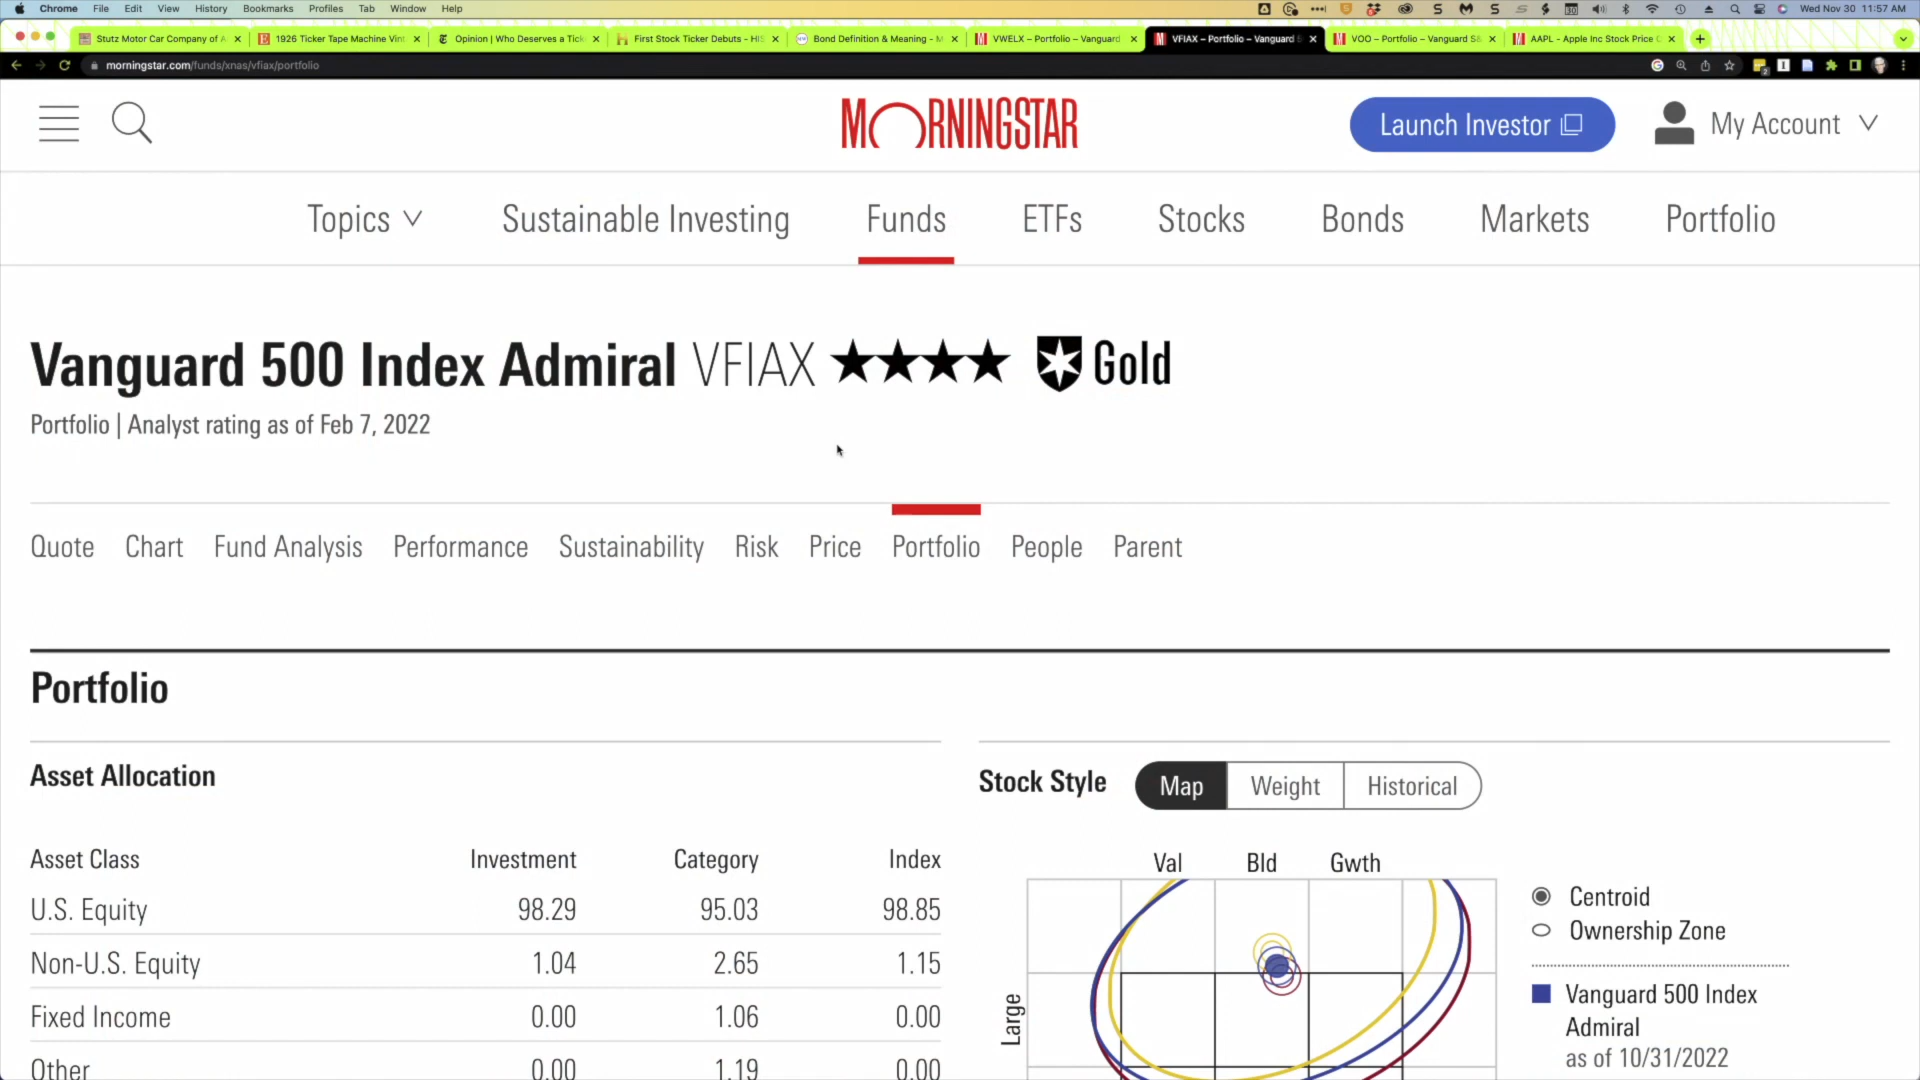 Chrome File Edit View History Bookmarks Profiles Tab Window Help Wed Nov 30 11:57 AM
Stutz Motor Car Company of A 1926 Ticker Tape Machine Vin Opinion | Who Deserves a Tick First Stock Ticker Debuts - HIS Bond Definition & Meaning - M VWELX – Portfolio – Vanguard VFIAX – Portfolio – Vanguard VOO – Portfolio – Vanguard S& AAPL - Apple Inc Stock Price
morningstar.com/funds/xnas/vfiax/portfolio
MORNINGSTAR
Launch Investor
My Account
Topics Sustainable Investing Funds ETFs Stocks Bonds Markets Portfolio
Vanguard 500 Index Admiral VFIAX ★★★★ Gold
Portfolio | Analyst rating as of Feb 7, 2022
Quote Chart Fund Analysis Performance Sustainability Risk Price Portfolio People Parent
Portfolio
Asset Allocation
Asset Class Investment Category Index
U.S. Equity 98.29 95.03 98.85
Non-U.S. Equity 1.04 2.65 1.15
Fixed Income 0.00 1.06 0.00
Other 0.00 1.19 0.00
Stock Style Map Weight Historical
Val Bld Gwth
Large
Centroid
Ownership Zone
Vanguard 500 Index
Admiral
as of 10/31/2022